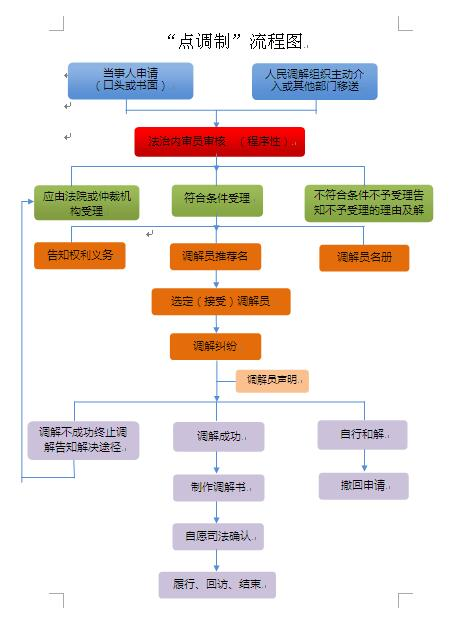 “点调制”流程图
当事人申请
（口头或书面）
人民调解组织主动介
入或其他部门移送
法治内审员审核 （程序性）
应由法院或仲裁机
构受理
符合条件受理
不符合条件不予受理告
知不予受理的理由及解
告知权利义务
调解员推荐名
调解员名册
选定（接受）调解员
调解纠纷
调解员声明
调解不成功终止调
解告知解决途径
调解成功
自行和解
制作调解书
撤回申请
自愿司法确认
履行、回访、结束